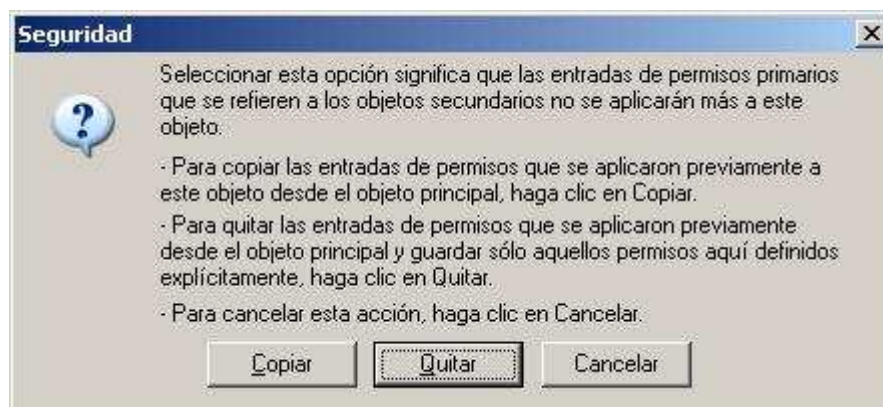 Seguridad
Seleccionar esta opción significa que las entradas de permisos primarios
que se refieren a los objetos secundarios no se aplicarán más a este
objeto.
- Para copiar las entradas de permisos que se aplicaron previamente a
este objeto desde el objeto principal, haga clic en Copiar.
- Para quitar las entradas de permisos que se aplicaron previamente
desde el objeto principal y guardar sólo aquellos permisos aquí definidos
explícitamente, haga clic en Quitar.
- Para cancelar esta acción, haga clic en Cancelar.
Copiar Quitar Cancelar